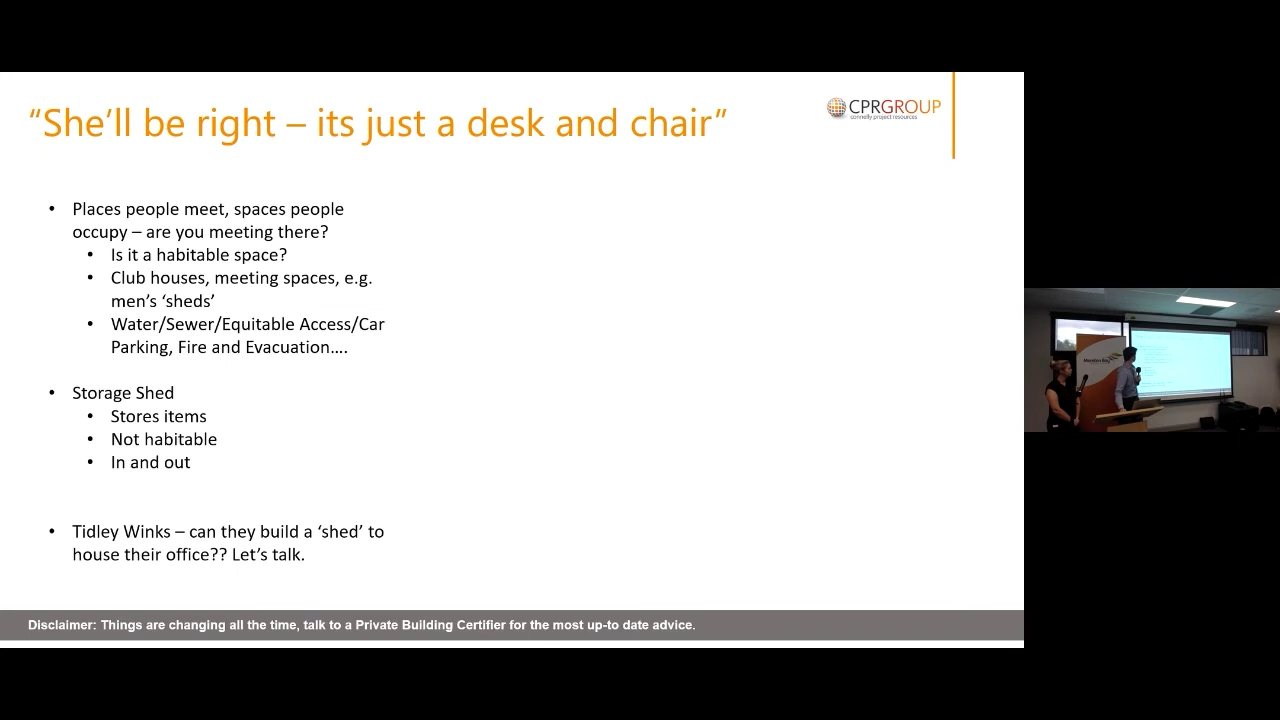 “She’ll be right – its just a desk and chair”
CPRGROUP
connelly project resources
• Places people meet, spaces people
occupy – are you meeting there?
• Is it a habitable space?
• Club houses, meeting spaces, e.g.
men’s ‘sheds’
• Water/Sewer/Equitable Access/Car
Parking, Fire and Evacuation....
• Storage Shed
• Stores items
• Not habitable
• In and out
• Tidley Winks – can they build a ‘shed’ to
house their office?? Let’s talk.
Disclaimer: Things are changing all the time, talk to a Private Building Certifier for the most up-to date advice.
Moreton Bay